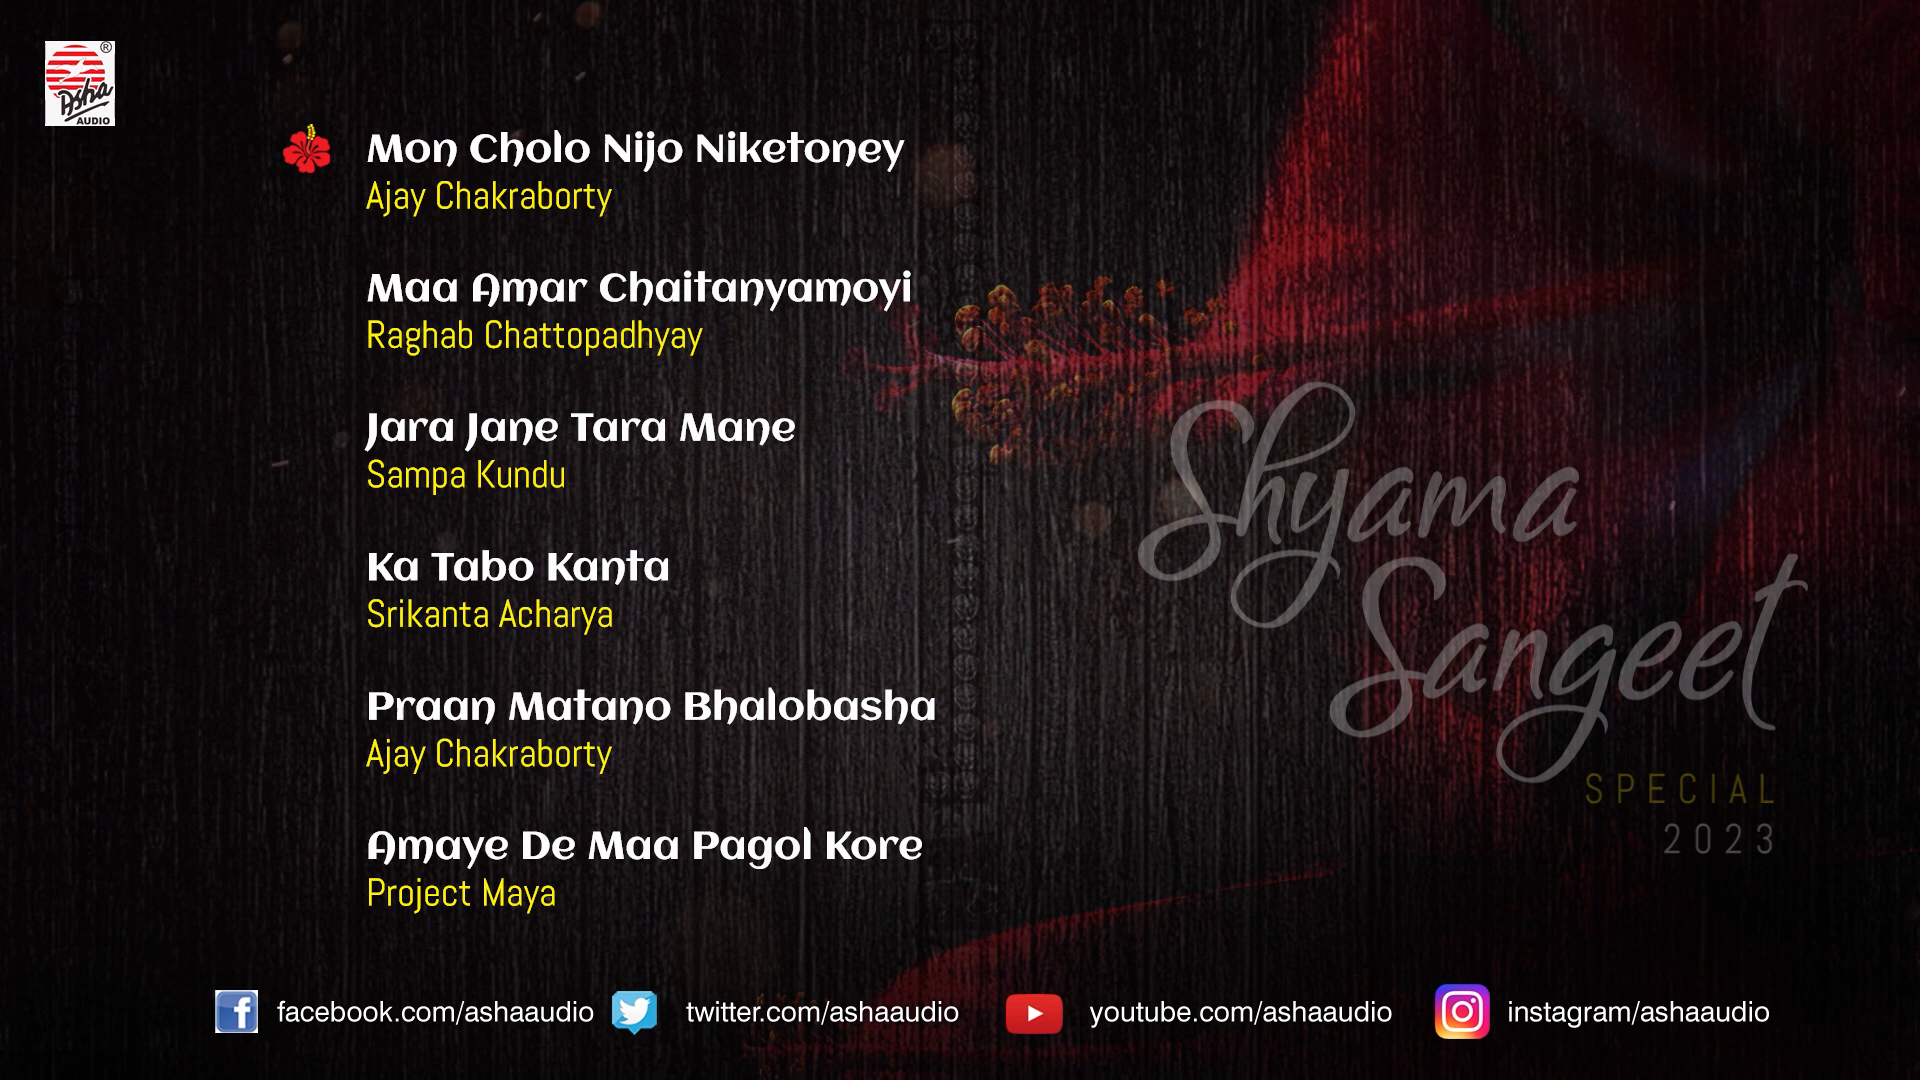 Asha
AUDIO
®
Mon Cholo Nijo Niketoney
Ajay Chakraborty
Maa Amar Chaitanyamoyi
Raghab Chattopadhyay
Jara Jane Tara Mane
Sampa Kundu
Ka Tabo Kanta
Srikanta Acharya
Praan Matano Bhalobasha
Ajay Chakraborty
Amaye De Maa Pagol Kore
Project Maya
Shyama
Sangeet
SPECIAL
2023
facebook.com/ashaaudio
twitter.com/ashaaudio
youtube.com/ashaaudio
instagram/ashaaudio